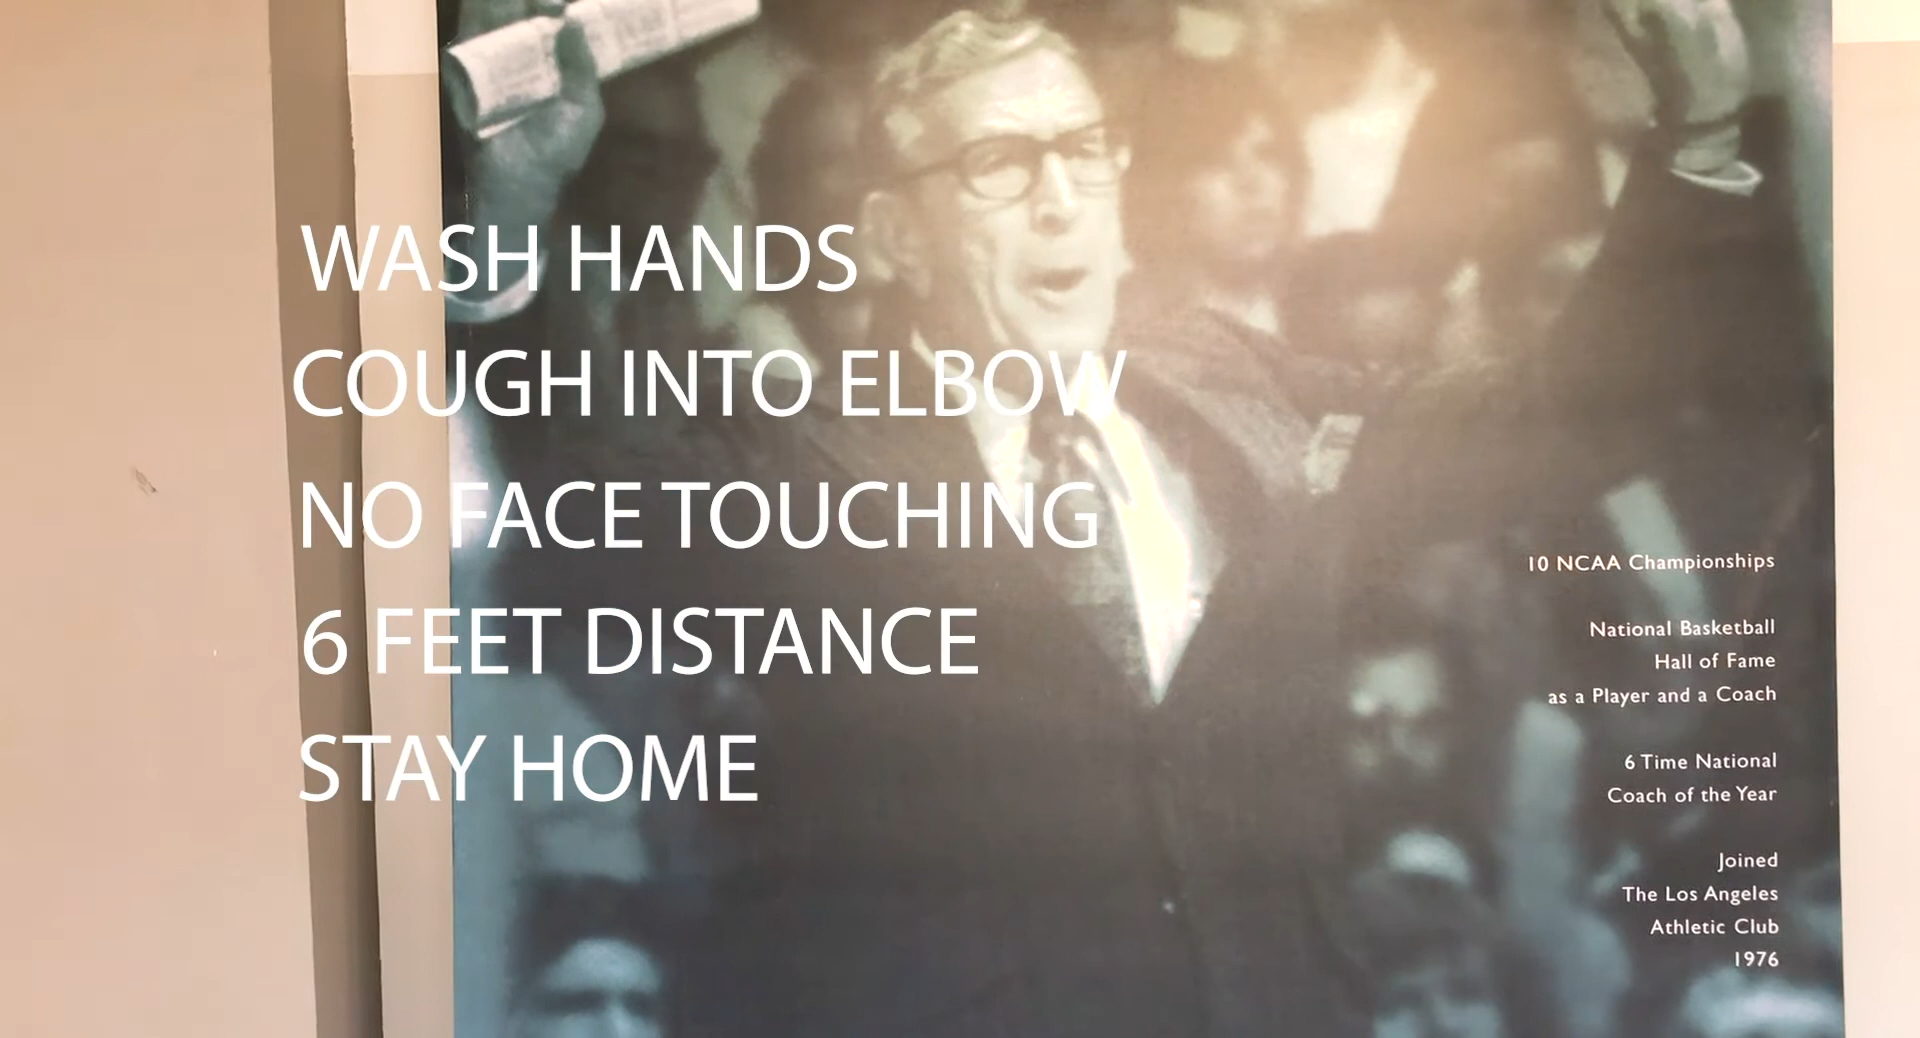 WASH HANDS
COUGH INTO ELBOW
NO FACE TOUCHING
6 FEET DISTANCE
STAY HOME
10 NCAA Championships
National Basketball
Hall of Fame
as a Player and a Coach
6 Time National
Coach of the Year
Joined
The Los Angeles
Athletic Club
1976